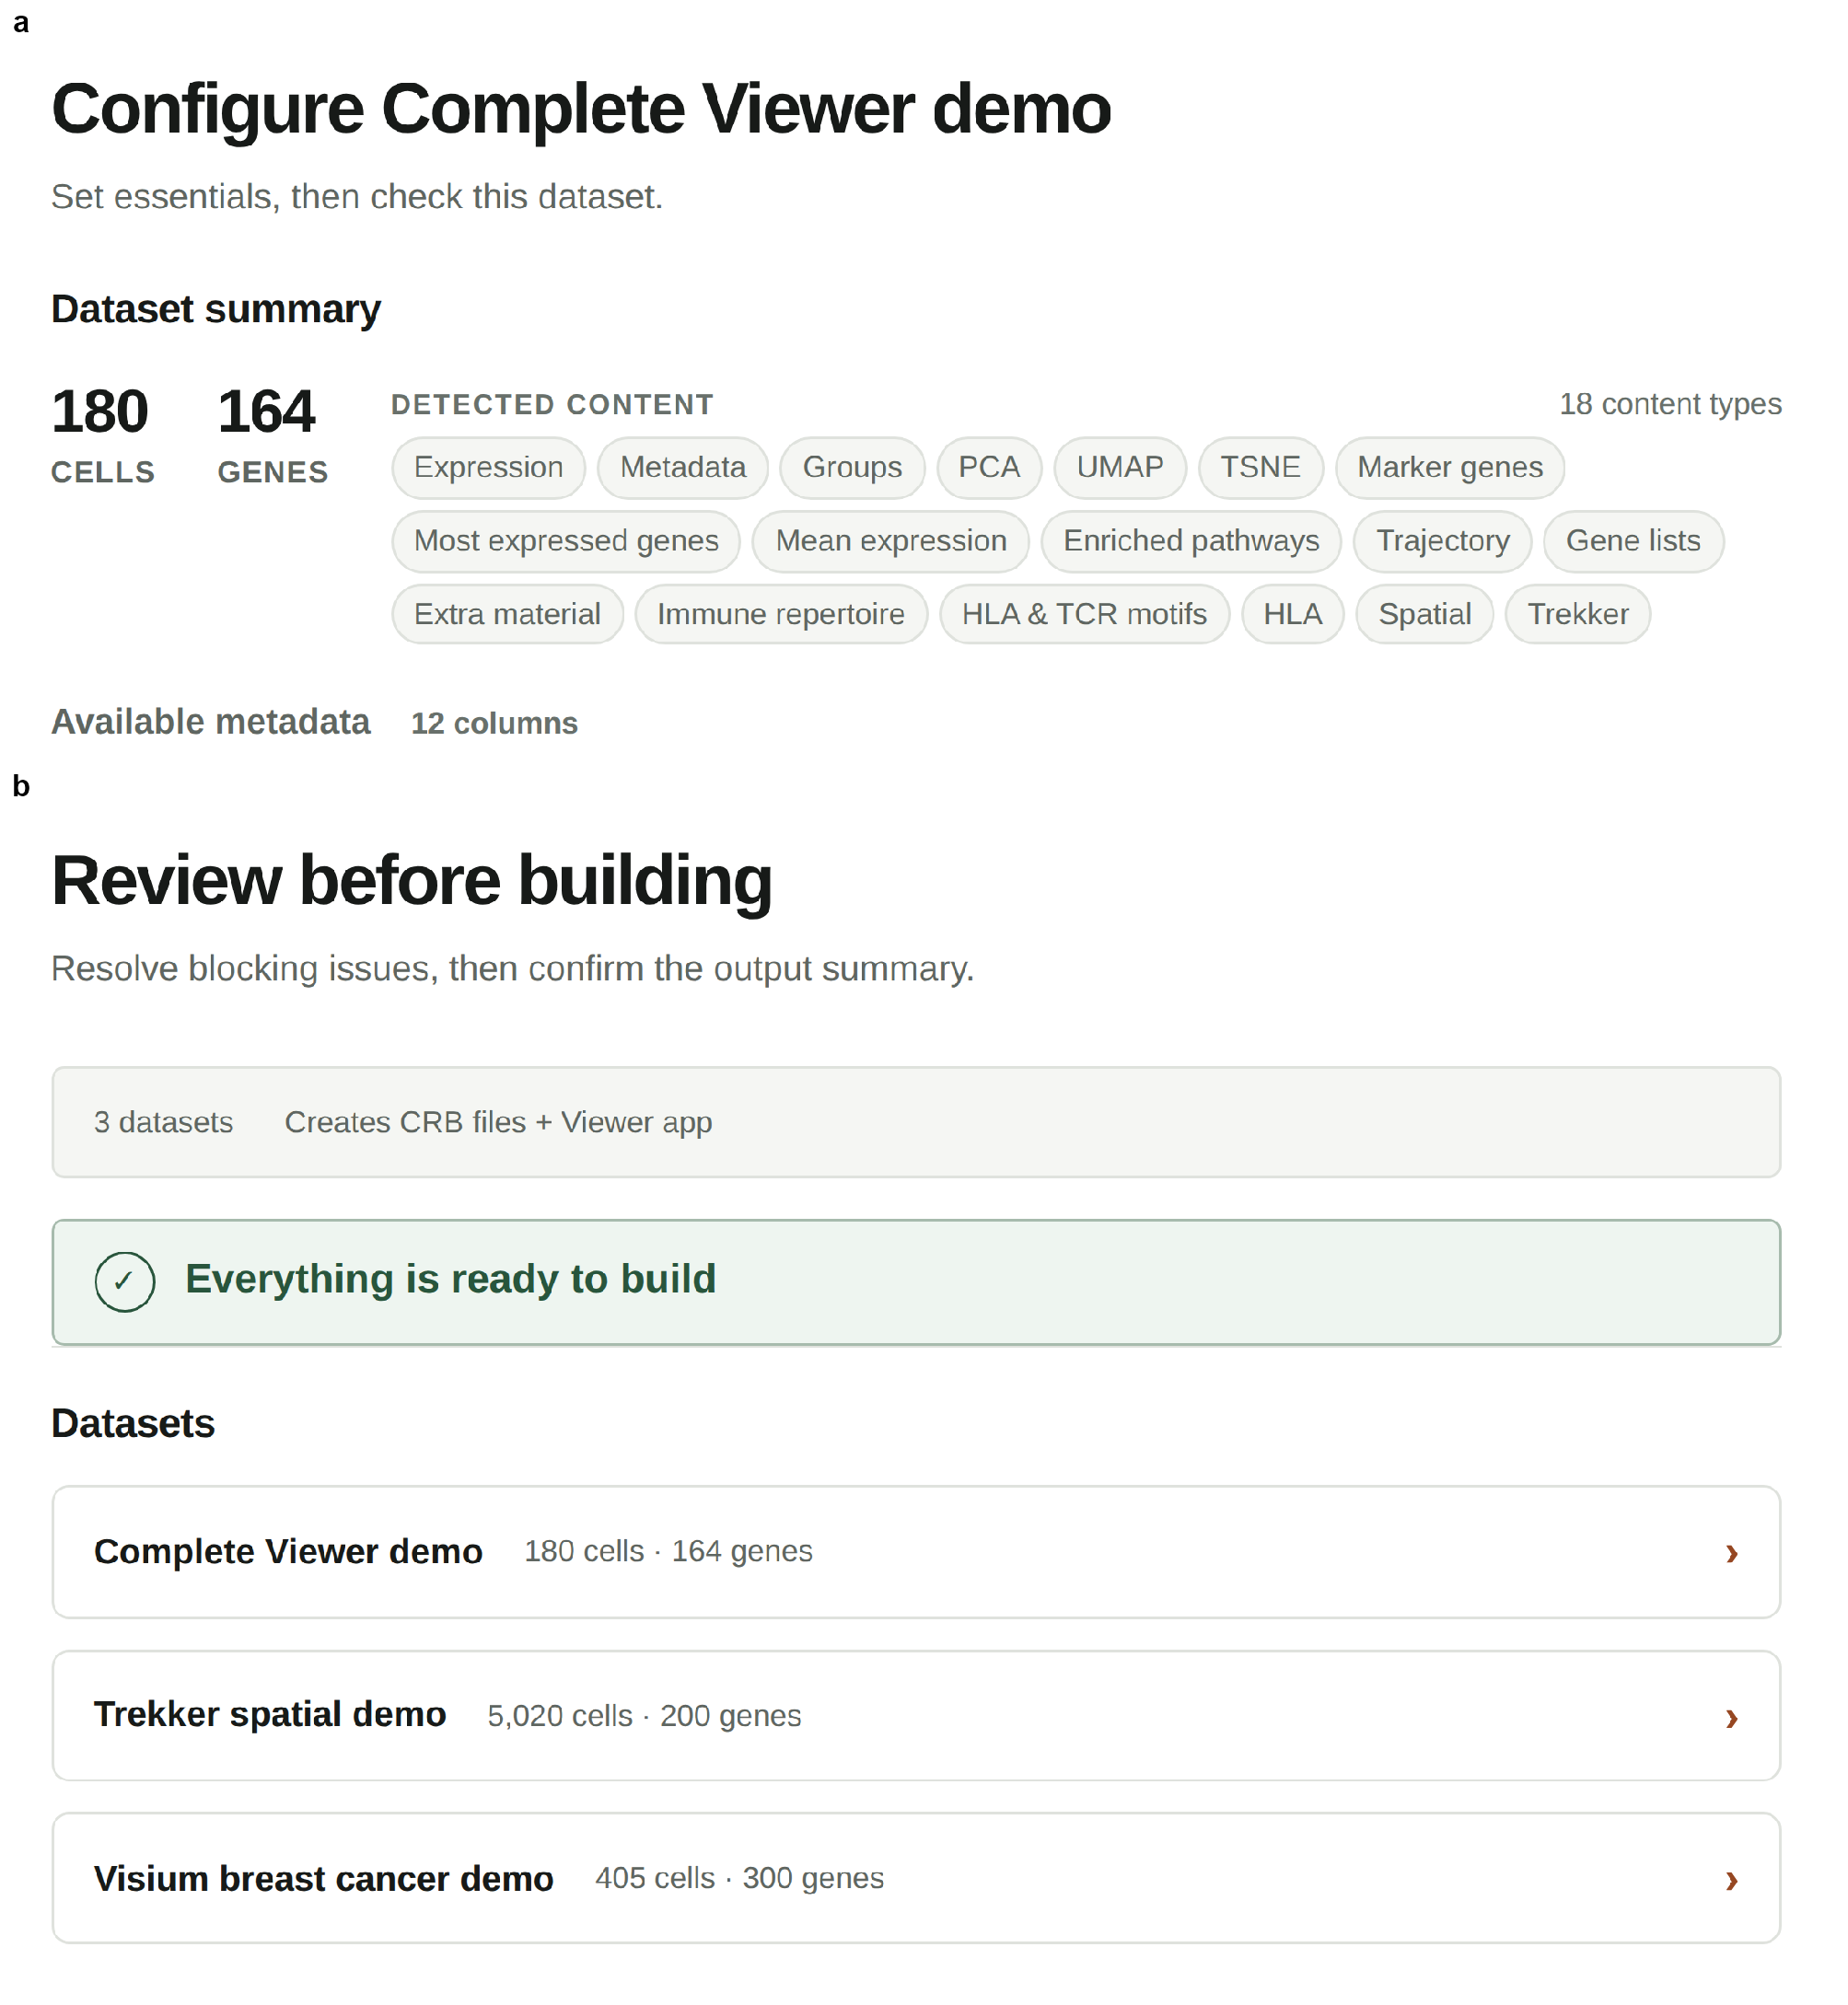 a
Configure Complete Viewer demo
Set essentials, then check this dataset.
Dataset summary
180 164 DETECTED CONTENT 18 content types
CELLS GENES
Expression Metadata Groups PCA UMAP TSNE Marker genes
Most expressed genes Mean expression Enriched pathways Trajectory Gene lists
Extra material Immune repertoire HLA & TCR motifs HLA Spatial Trekker
Available metadata 12 columns
b
Review before building
Resolve blocking issues, then confirm the output summary.
3 datasets Creates CRB files + Viewer app
✓ Everything is ready to build
Datasets
Complete Viewer demo 180 cells · 164 genes ›
Trekker spatial demo 5,020 cells · 200 genes ›
Visium breast cancer demo 405 cells · 300 genes ›